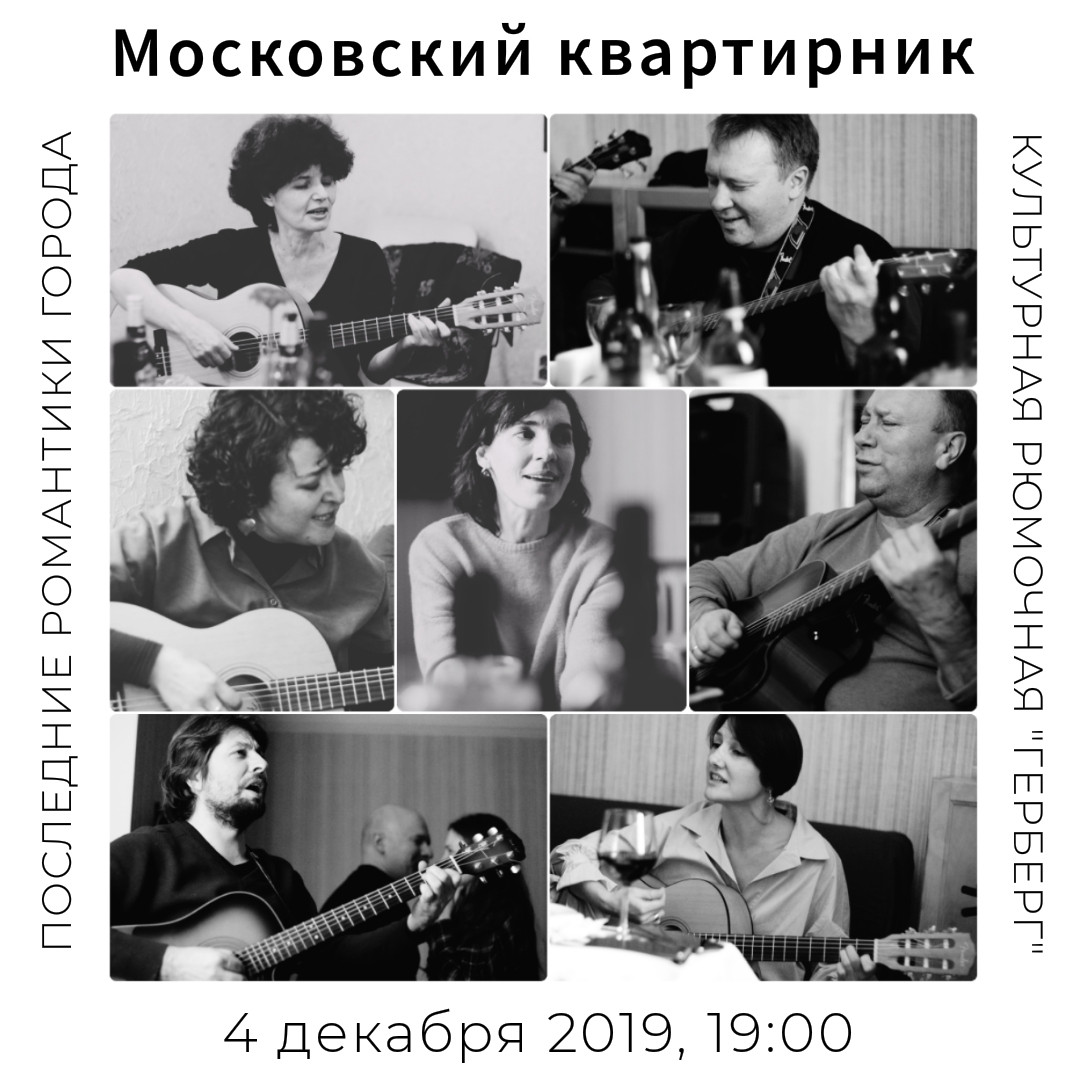 Московский квартирник
ПОСЛЕДНИЕ РОМАНТИКИ ГОРОДА
КУЛЬТУРНАЯ РЮМОЧНАЯ "ГЕРБЕРГ"
4 декабря 2019, 19:00